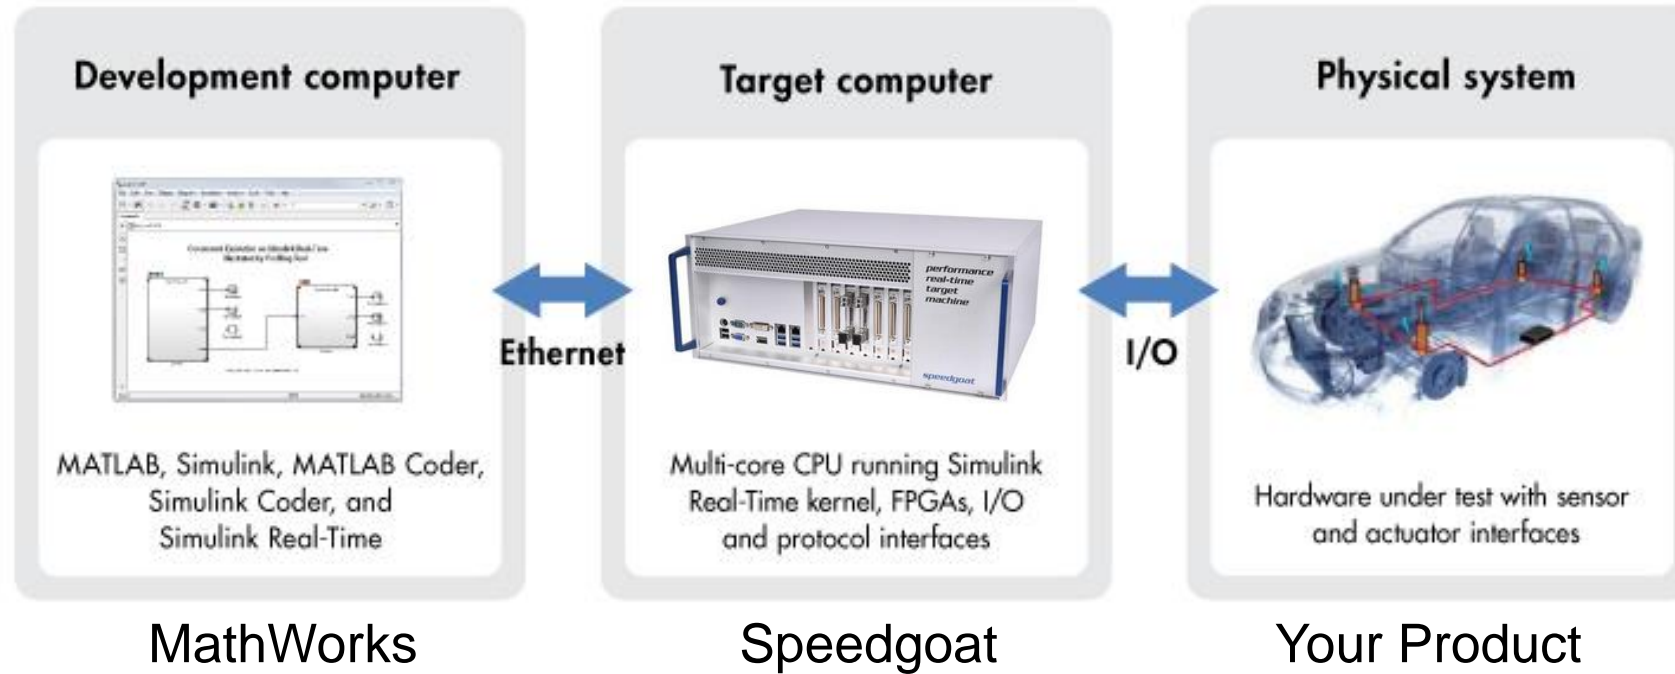 Development computer
MATLAB, Simulink, MATLAB Coder,
Simulink Coder, and
Simulink Real-Time
MathWorks
Ethernet
Target computer
performance
real-time
target
machine
speedgoat
Multi-core CPU running Simulink
Real-Time kernel, FPGAs, I/O
and protocol interfaces
Speedgoat
I/O
Physical system
Hardware under test with sensor
and actuator interfaces
Your Product